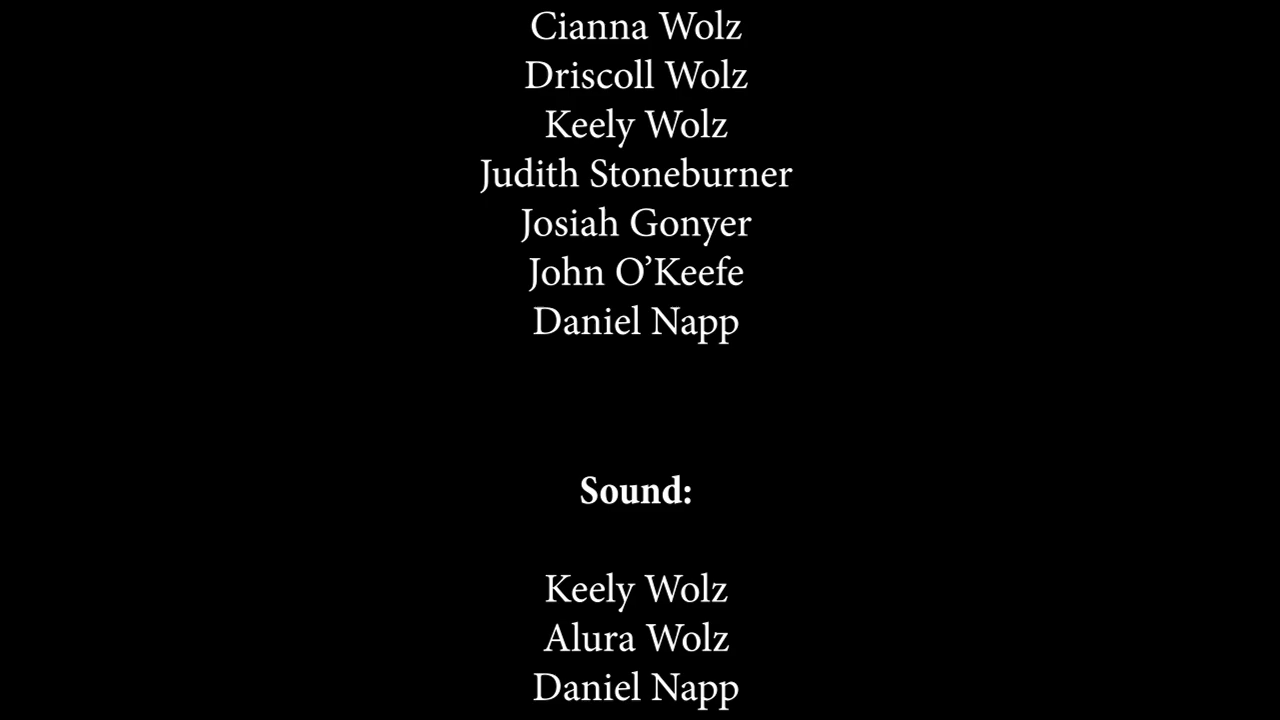 Cianna Wolz
Driscoll Wolz
Keely Wolz
Judith Stoneburner
Josiah Gonyer
John O’Keefe
Daniel Napp
Sound:
Keely Wolz
Alura Wolz
Daniel Napp